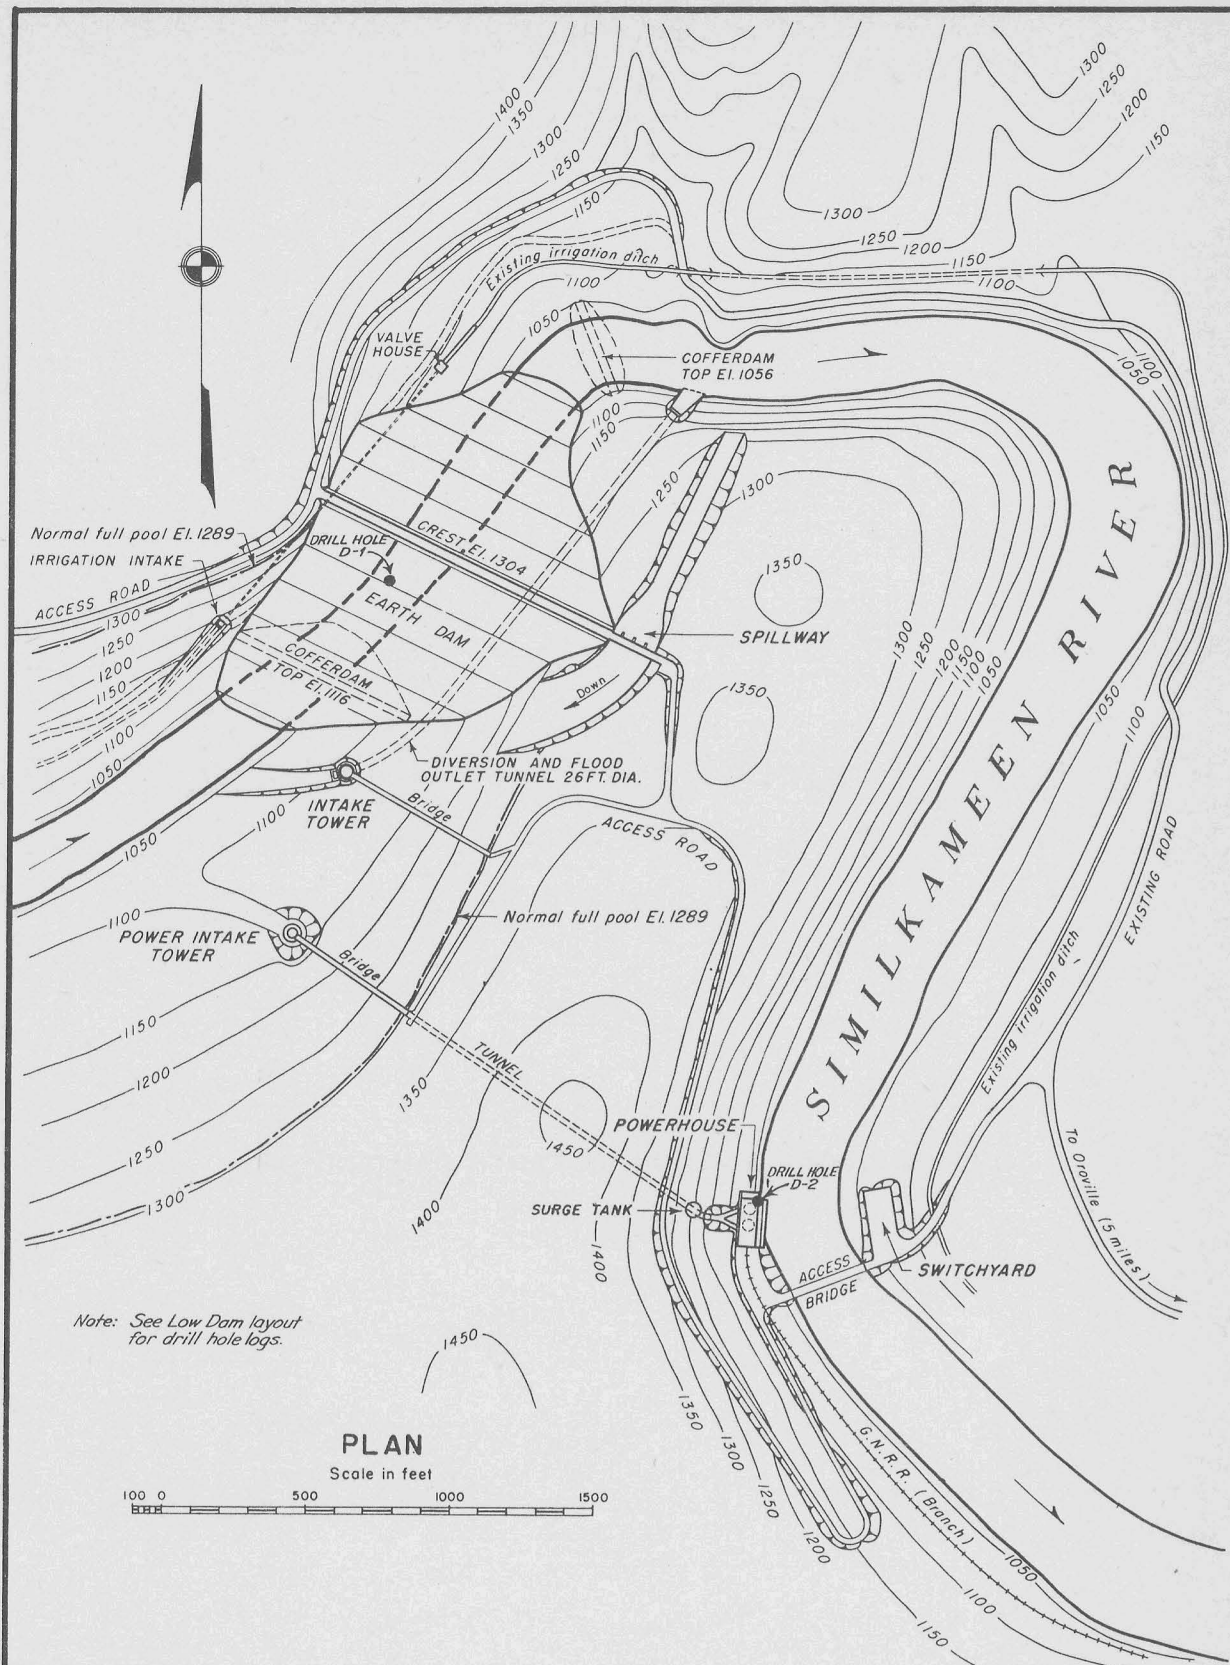 1400
1350
1300
1250
1150
1300
1250
1200
1150
1300
1250
1200
1150
1100
Existing irrigation ditch
1100
1050
VALVE
HOUSE
COFFERDAM
TOP El. 1056
1100
1050
1100
1150
1250
1300
Normal full pool El. 1289
IRRIGATION INTAKE
ACCESS ROAD
1300
1250
1200
1150
1100
1050
DRILL HOLE
D-1
CREST El. 1304
EARTH DAM
COFFERDAM
TOP El. 1116
SPILLWAY
Down
1350
1350
1300
1250
1200
1150
1100
1050
SIMILKAMEEN RIVER
1050
1100
DIVERSION AND FLOOD
OUTLET TUNNEL 26 FT. DIA.
INTAKE
TOWER
Bridge
1100
1050
ACCESS ROAD
Normal full pool El. 1289
1100
POWER INTAKE
TOWER
Bridge
EXISTING ROAD
Existing irrigation ditch
1150
1200
1250
1300
1350
TUNNEL
1450
1400
POWERHOUSE
DRILL HOLE
D-2
SURGE TANK
1400
To Oroville (5 miles)
ACCESS
BRIDGE
SWITCHYARD
Note: See Low Dam layout
for drill hole logs.
1450
1350
1300
1250
1200
G.N.R.R. (Branch)
1050
1100
1150
PLAN
Scale in feet
100 0 500 1000 1500